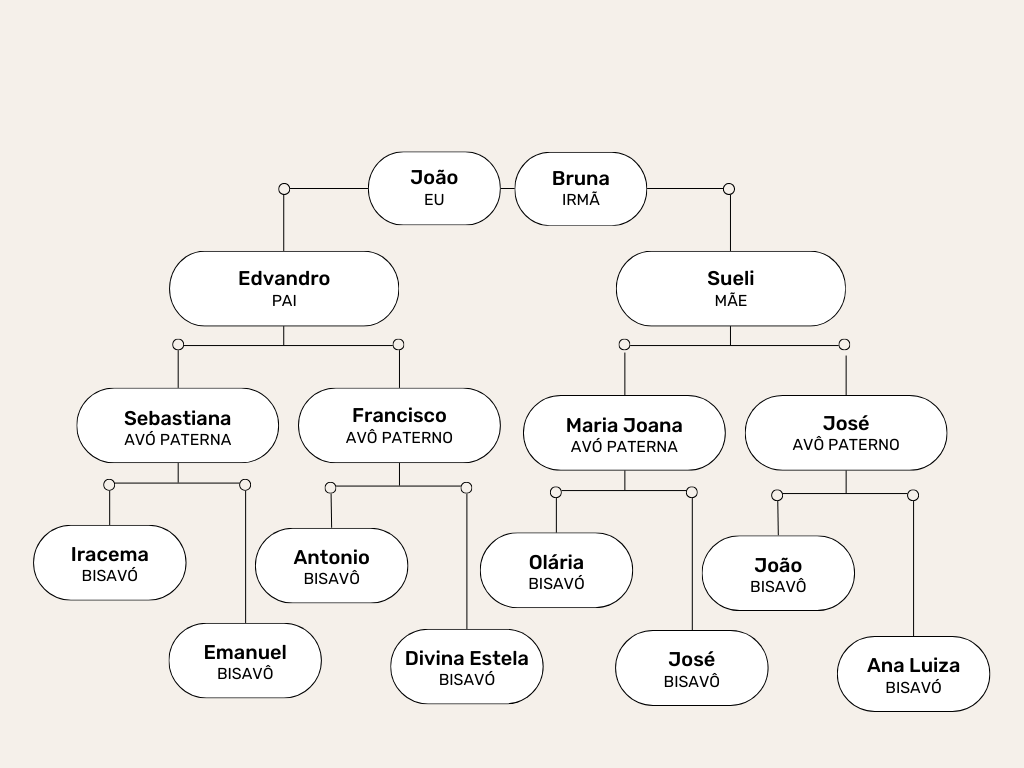 João
EU
Bruna
IRMÃ
Edvandro
PAI
Sueli
MÃE
Sebastiana
AVÓ PATERNA
Francisco
AVÔ PATERNO
Maria Joana
AVÓ PATERNA
José
AVÔ PATERNO
Iracema
BISAVÓ
Antonio
BISAVÔ
Olária
BISAVÓ
João
BISAVÔ
Emanuel
BISAVÔ
Divina Estela
BISAVÓ
José
BISAVÔ
Ana Luiza
BISAVÓ